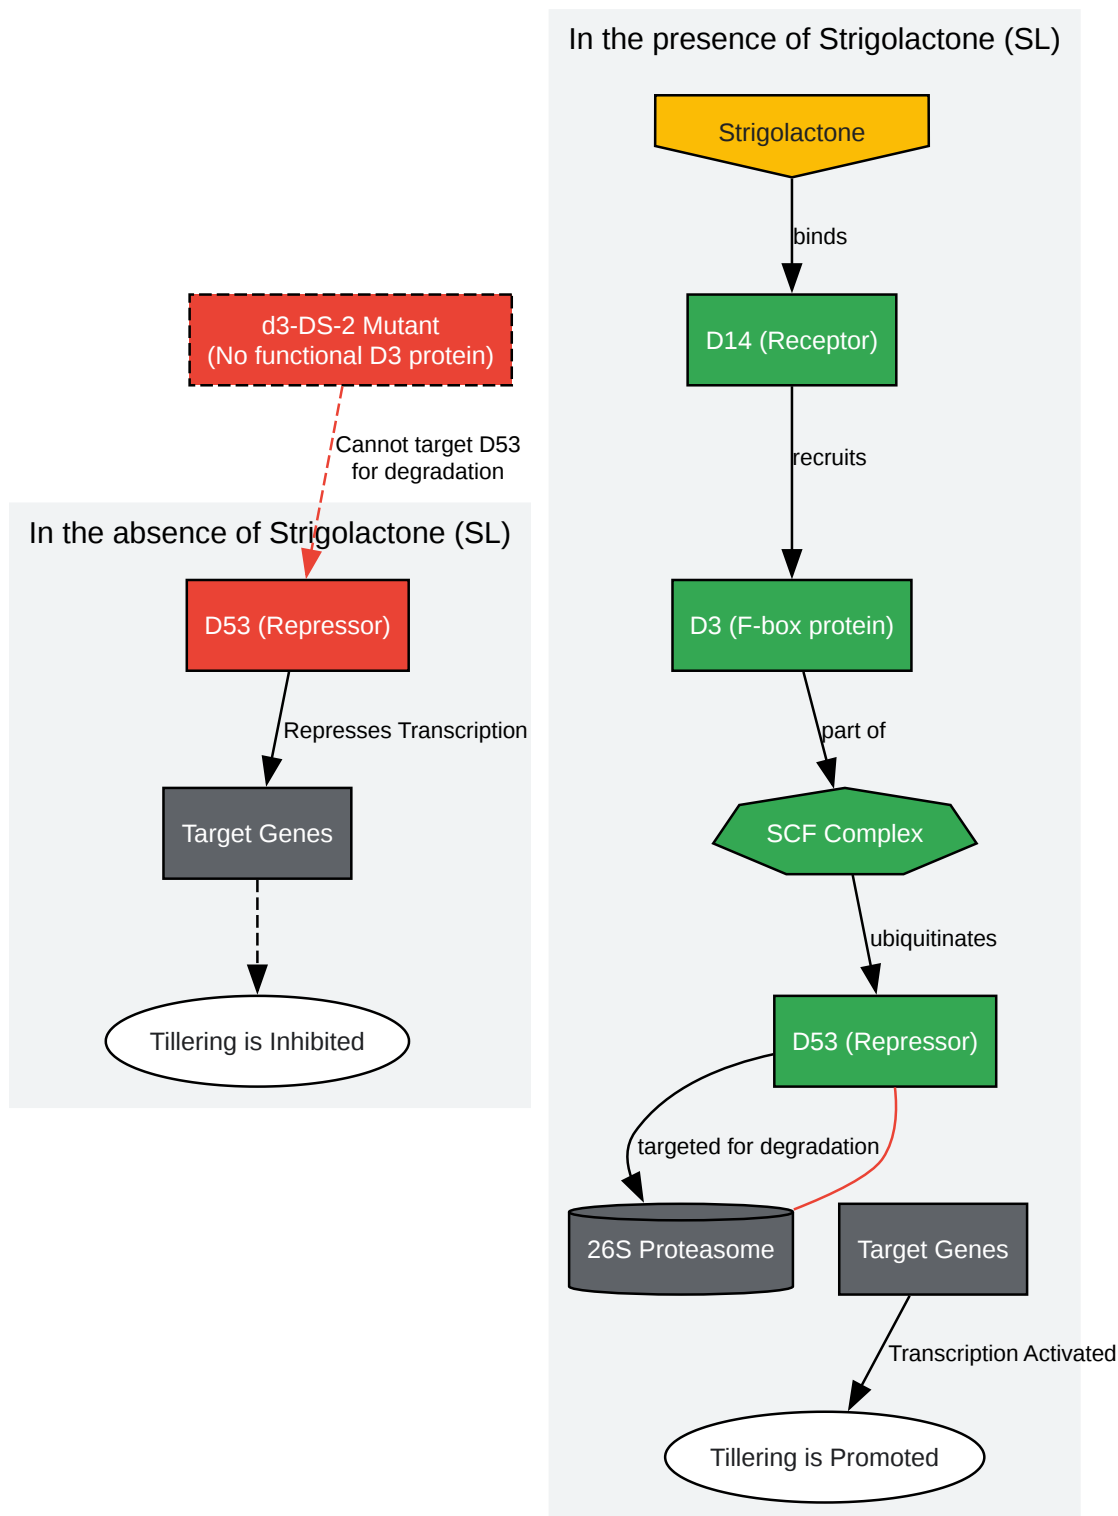 In the presence of Strigolactone (SL)
Strigolactone
binds
D14 (Receptor)
recruits
D3 (F-box protein)
part of
SCF Complex
ubiquitinates
D53 (Repressor)
targeted for degradation
26S Proteasome
Target Genes
Transcription Activated
Tillering is Promoted
d3-DS-2 Mutant
(No functional D3 protein)
Cannot target D53
for degradation
In the absence of Strigolactone (SL)
D53 (Repressor)
Represses Transcription
Target Genes
Tillering is Inhibited